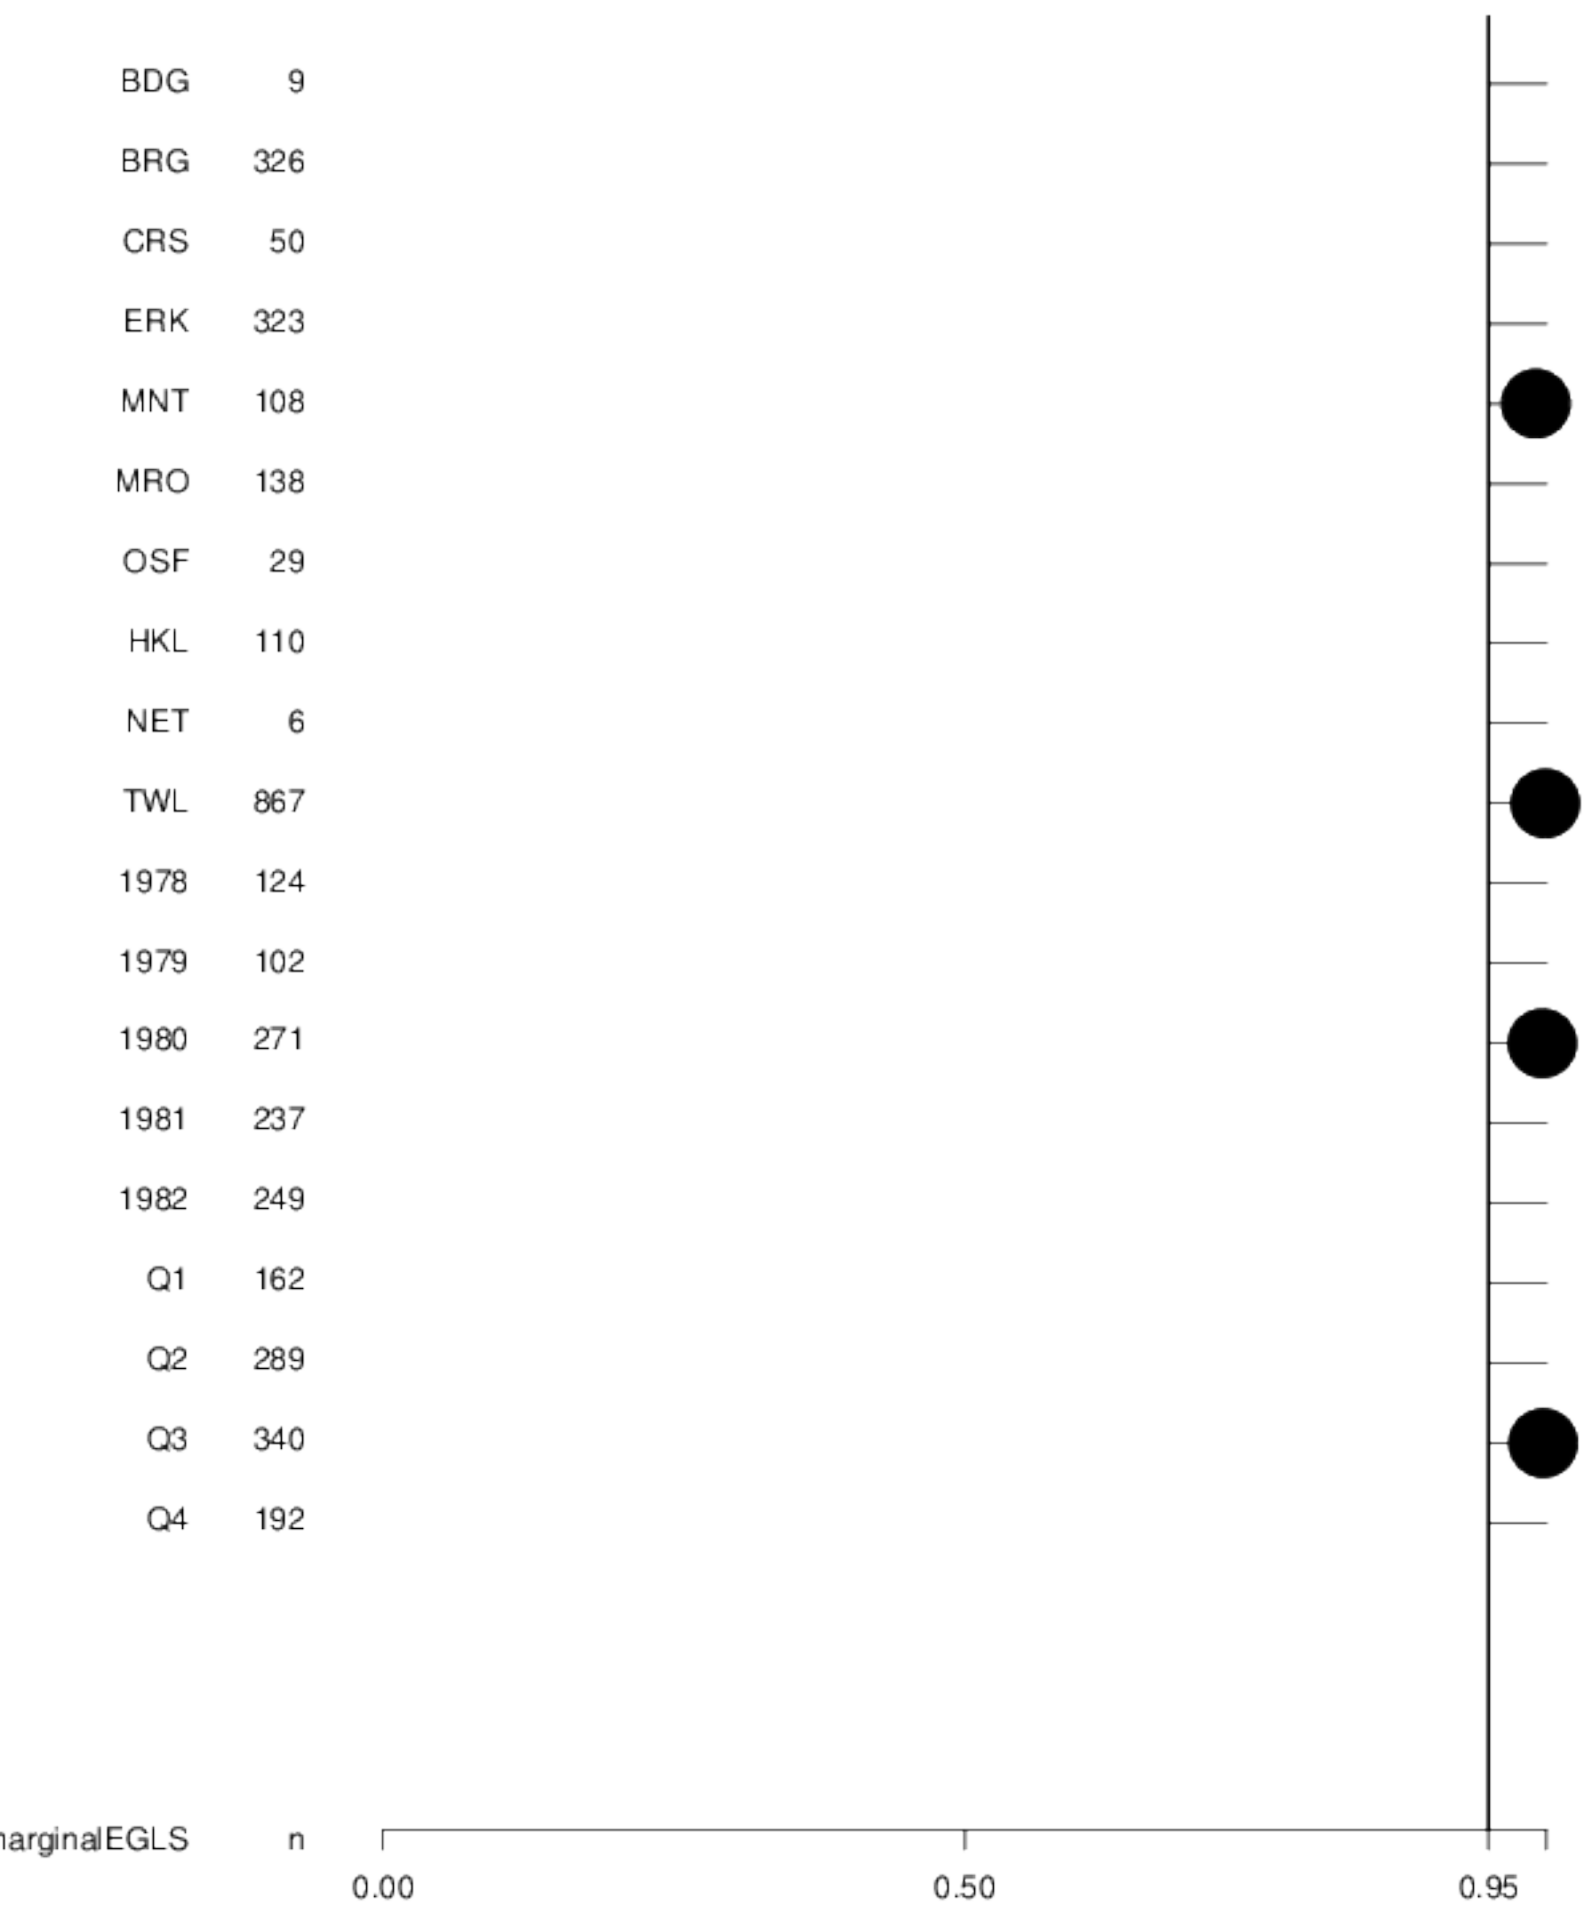 BDG 9
BRG 326
CRS 50
ERK 323
MNT 108
MRO 138
OSF 29
HKL 110
NET 6
TWL 867
1978 124
1979 102
1980 271
1981 237
1982 249
Q1 162
Q2 289
Q3 340
Q4 192
arginalEGLS n
0.00 0.50 0.95